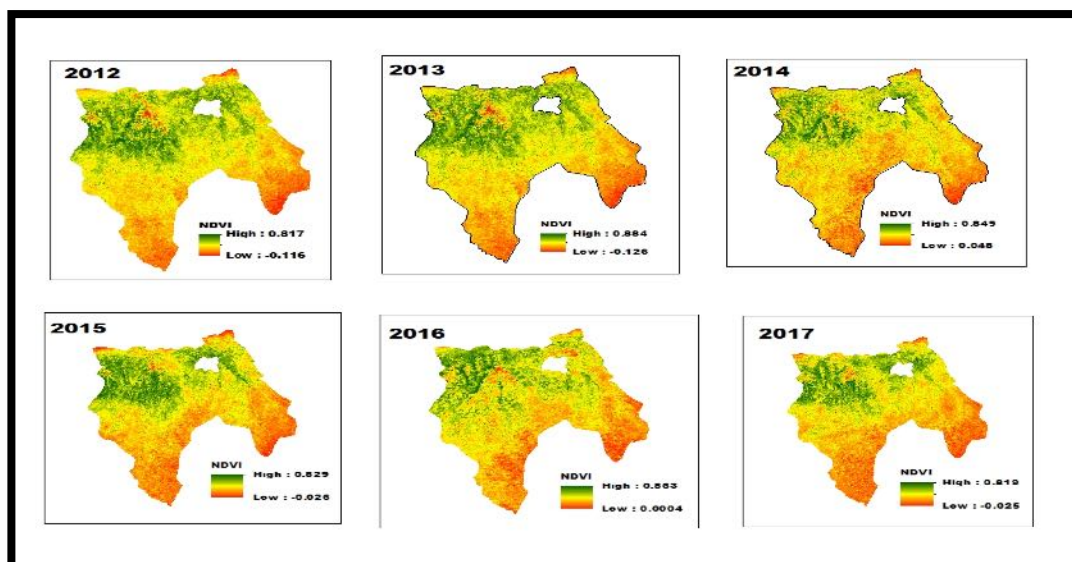 2012
NDVI
High : 0.817
Low : -0.116
2013
NDVI
High : 0.884
Low : -0.126
2014
NDVI
High : 0.849
Low : 0.048
2015
NDVI
High : 0.829
Low : -0.026
2016
NDVI
High : 0.863
Low : 0.0004
2017
NDVI
High : 0.819
Low : -0.025